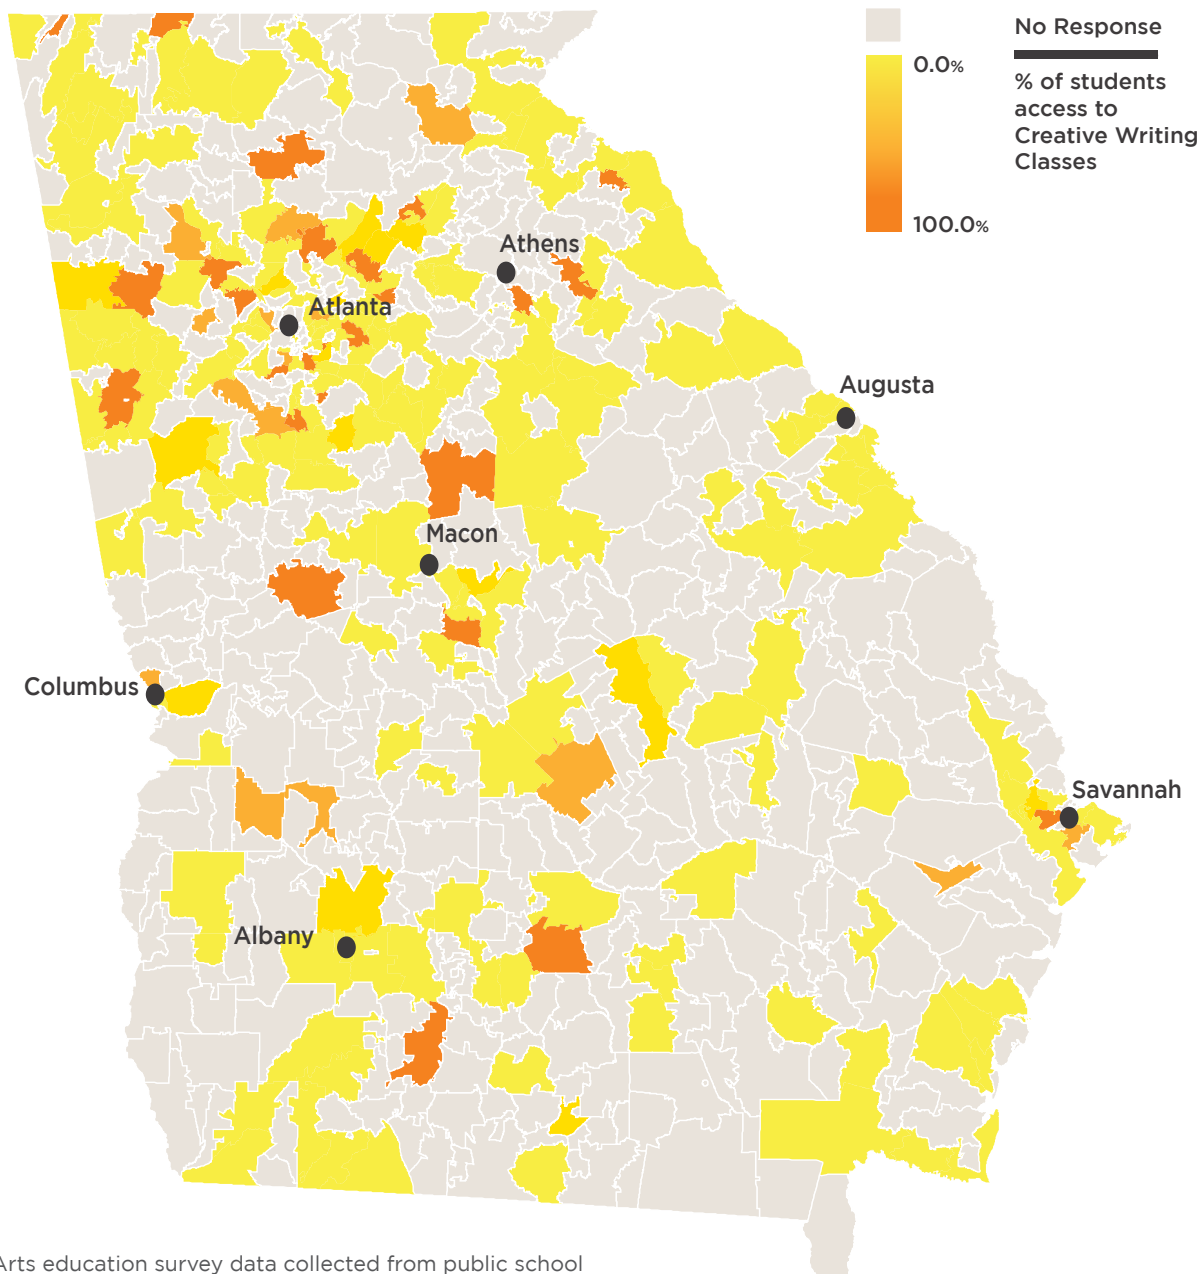 No Response
0.0%
% of students
access to
Creative Writing
Classes
100.0%
Athens
Atlanta
Augusta
Macon
Columbus
Savannah
Albany
Arts education survey data collected from public school